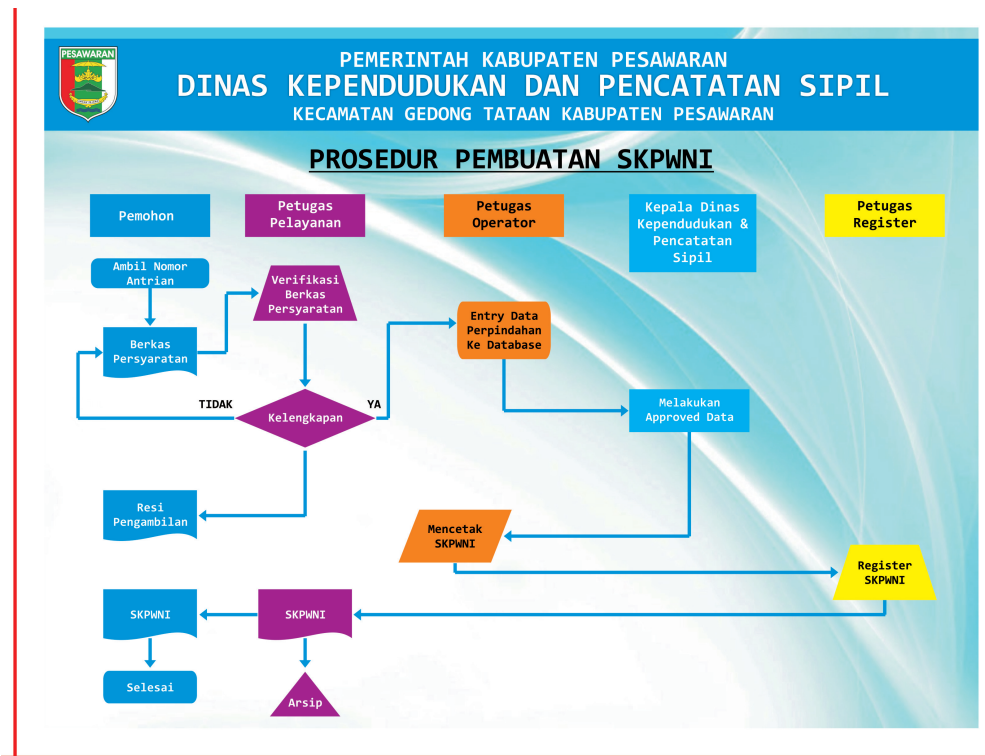 PESAWARAN
PEMERINTAH KABUPATEN PESAWARAN
DINAS KEPENDUDUKAN DAN PENCATATAN SIPIL
KECAMATAN GEDONG TATAAN KABUPATEN PESAWARAN
PROSEDUR PEMBUATAN SKPWNI
Pemohon
Petugas
Pelayanan
Petugas
Operator
Kepala Dinas
Kependudukan &
Pencatatan
Sipil
Petugas
Register
Ambil Nomor
Antrian
Verifikasi
Berkas
Persyaratan
Entry Data
Perpindahan
Ke Database
Berkas
Persyaratan
TIDAK
Kelengkapan
YA
Melakukan
Approved Data
Resi
Pengambilan
Mencetak
SKPWNI
Register
SKPWNI
SKPWNI
SKPWNI
Selesai
Arsip